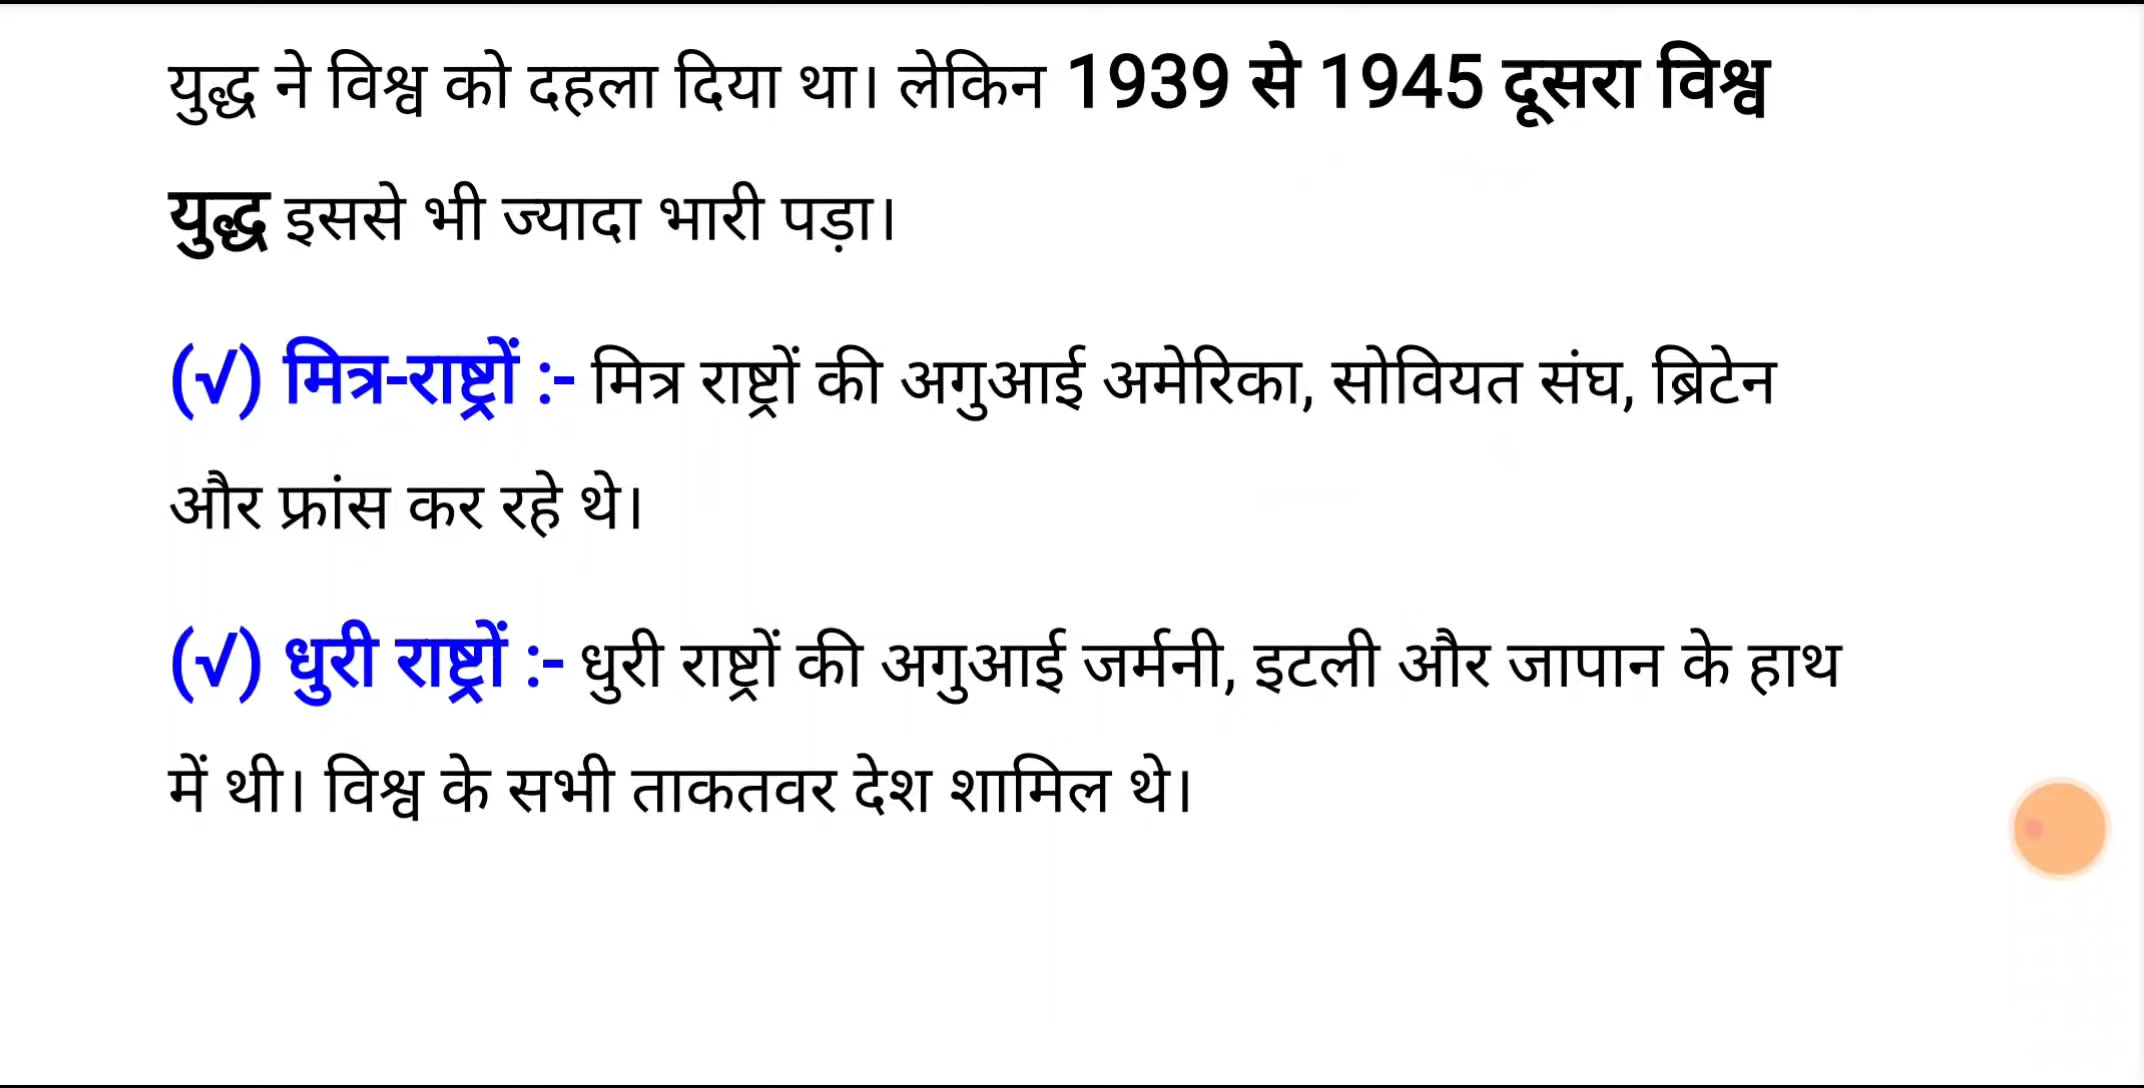 युद्ध ने विश्व को दहला दिया था। लेकिन 1939 से 1945 दूसरा विश्व
युद्ध इससे भी ज्यादा भारी पड़ा।
(√) मित्र-राष्ट्रों :- मित्र राष्ट्रों की अगुआई अमेरिका, सोवियत संघ, ब्रिटेन
और फ्रांस कर रहे थे।
(√) धुरी राष्ट्रों :- धुरी राष्ट्रों की अगुआई जर्मनी, इटली और जापान के हाथ
में थी। विश्व के सभी ताकतवर देश शामिल थे।